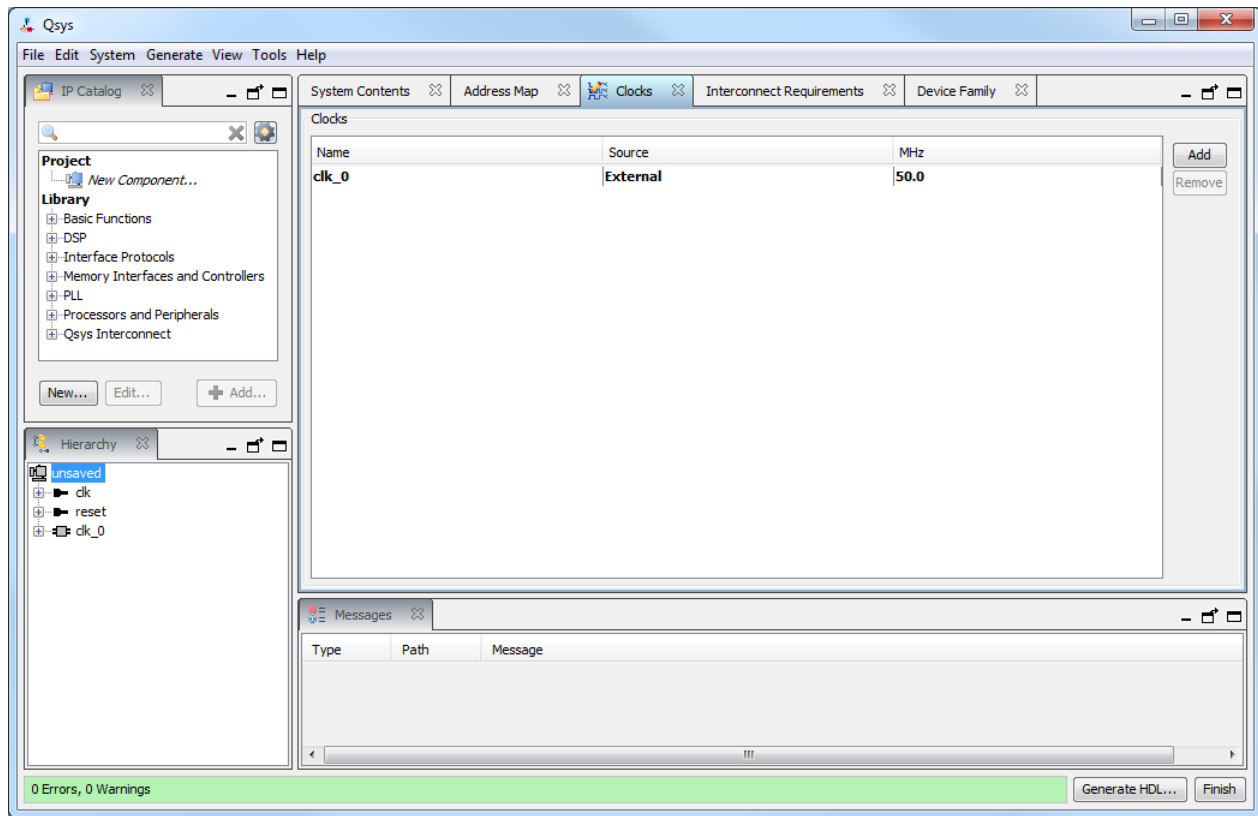 Qsys
File Edit System Generate View Tools Help
IP Catalog
Project
New Component...
Library
Basic Functions
DSP
Interface Protocols
Memory Interfaces and Controllers
PLL
Processors and Peripherals
Qsys Interconnect
New... Edit... Add...
Hierarchy
unsaved
clk
reset
clk_0
System Contents Address Map Clocks Interconnect Requirements Device Family
Clocks
Name Source MHz
clk_0 External 50.0
Add
Remove
Messages
Type Path Message
0 Errors, 0 Warnings
Generate HDL... Finish